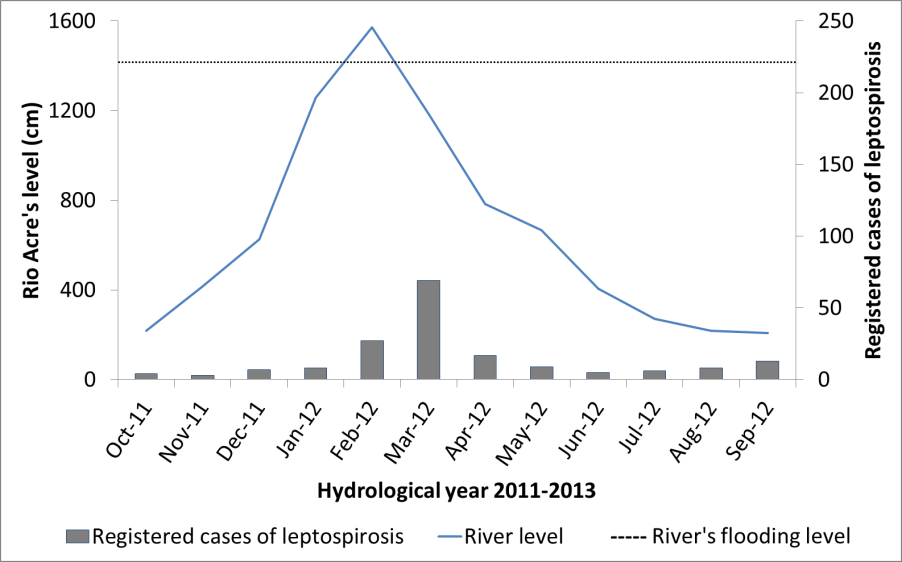 Rio Acre's level (cm)
1600
1200
800
400
0
250
200
150
100
50
0
Registered cases of leptospirosis
Oct-11
Nov-11
Dec-11
Jan-12
Feb-12
Mar-12
Apr-12
May-12
Jun-12
Jul-12
Aug-12
Sep-12
Hydrological year 2011-2013
Registered cases of leptospirosis
River level
River's flooding level